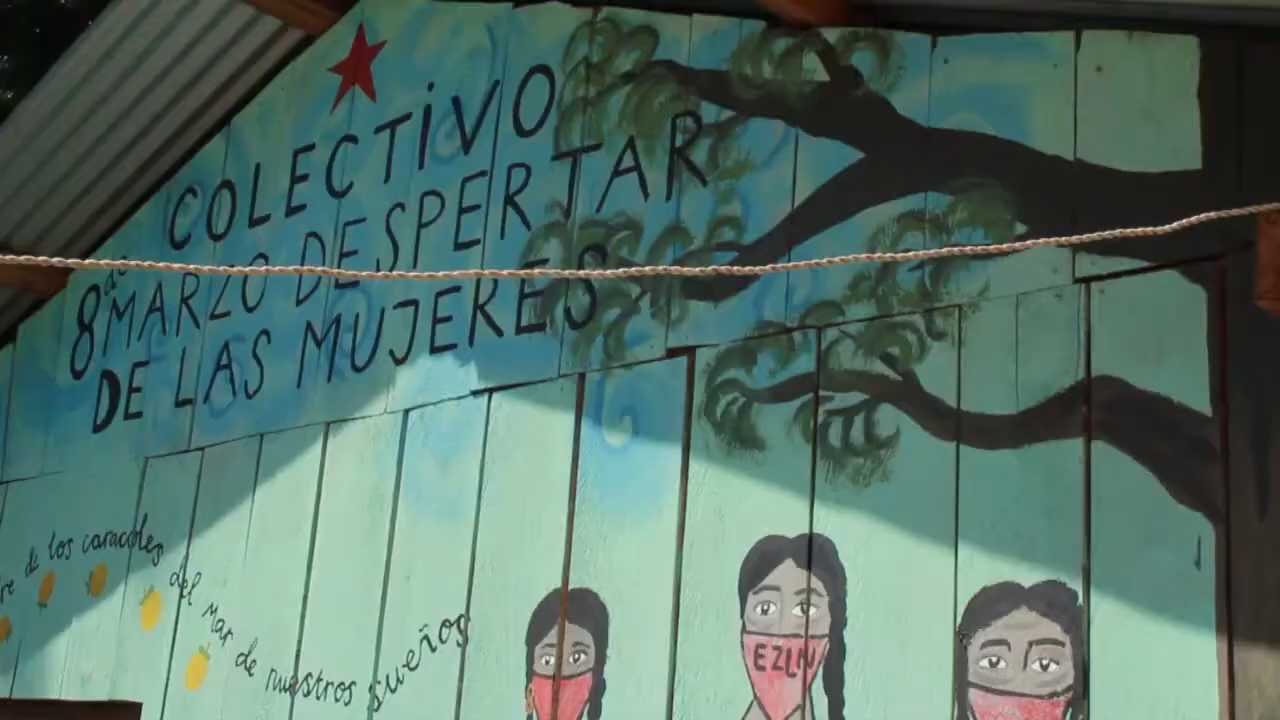 COLECTiVO
8 de MARZO DESPERTAR
DE LAS MUJERES
de los caracoles
del Mar de nuestros sueños
EZLN